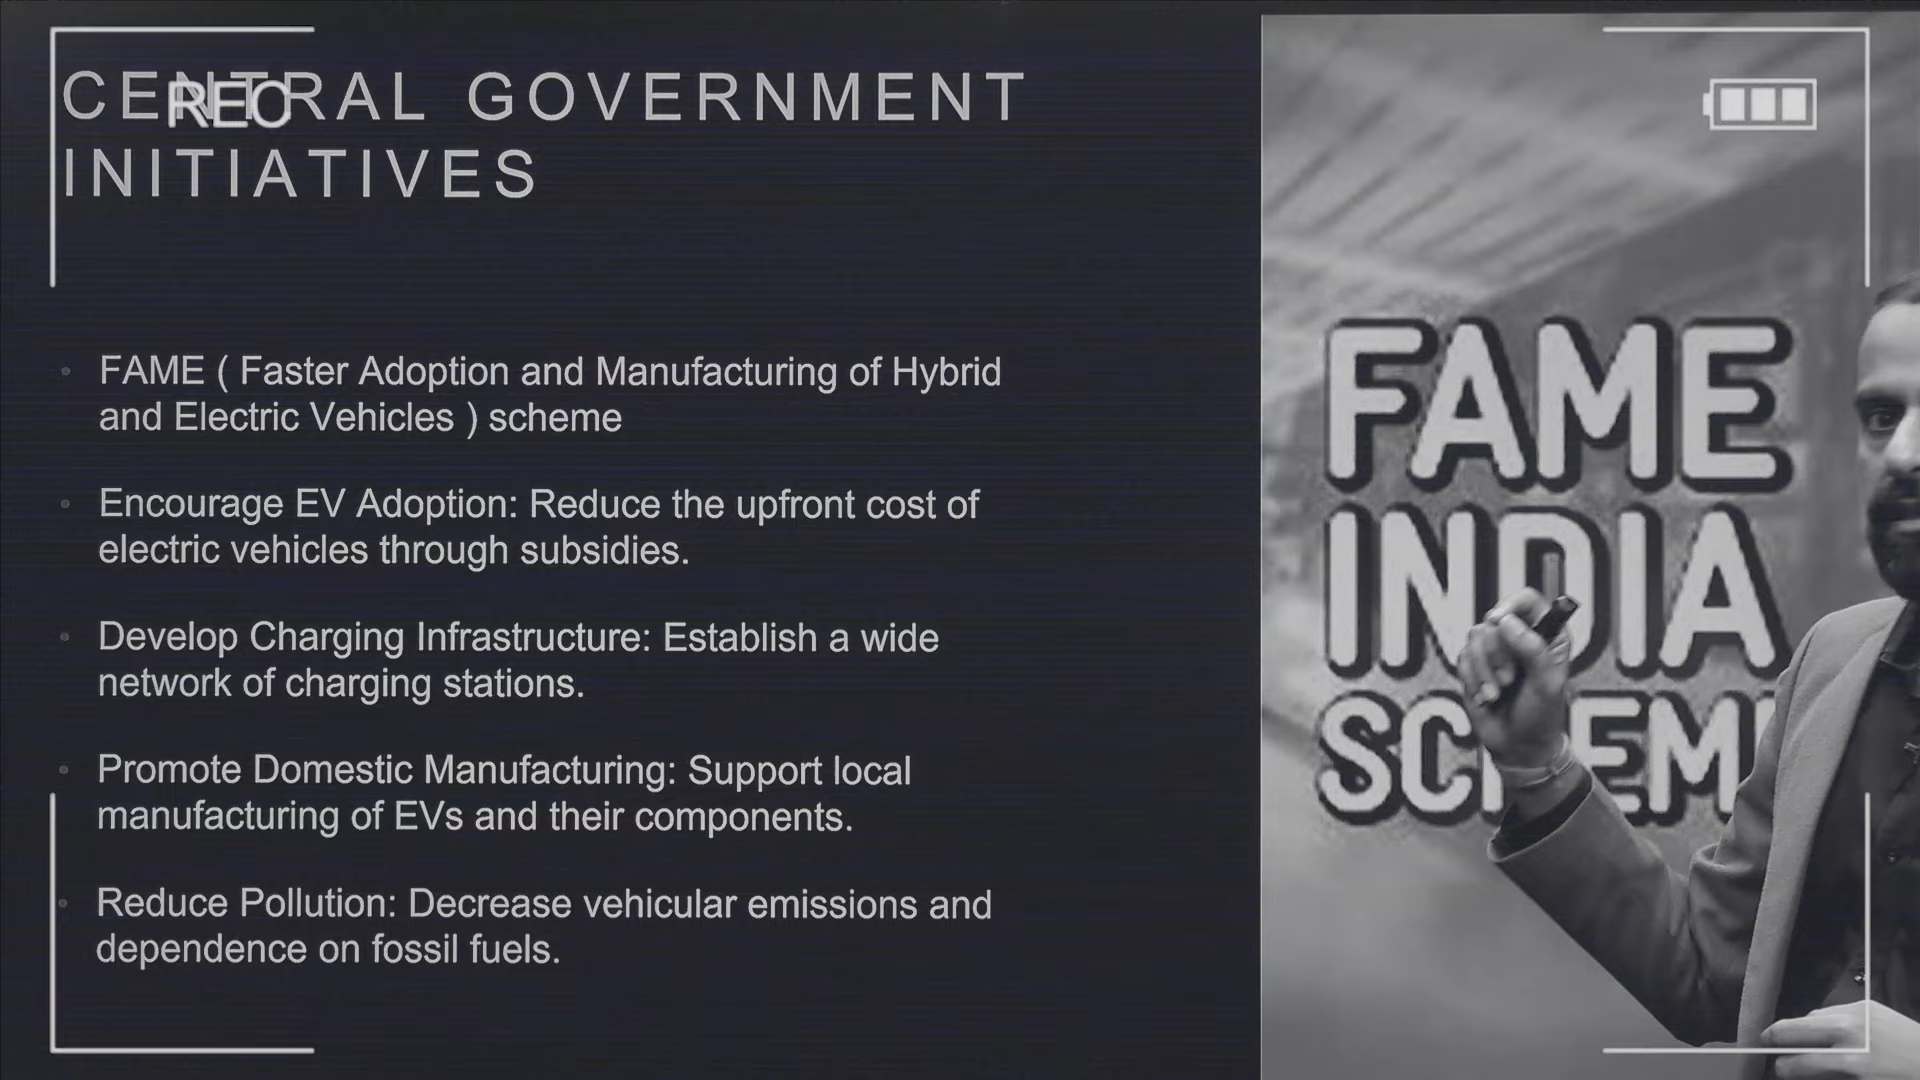 CENTRAL GOVERNMENT
REC
INITIATIVES
FAME ( Faster Adoption and Manufacturing of Hybrid
and Electric Vehicles ) scheme
Encourage EV Adoption: Reduce the upfront cost of
electric vehicles through subsidies.
Develop Charging Infrastructure: Establish a wide
network of charging stations.
Promote Domestic Manufacturing: Support local
manufacturing of EVs and their components.
Reduce Pollution: Decrease vehicular emissions and
dependence on fossil fuels.
FAME
INDIA